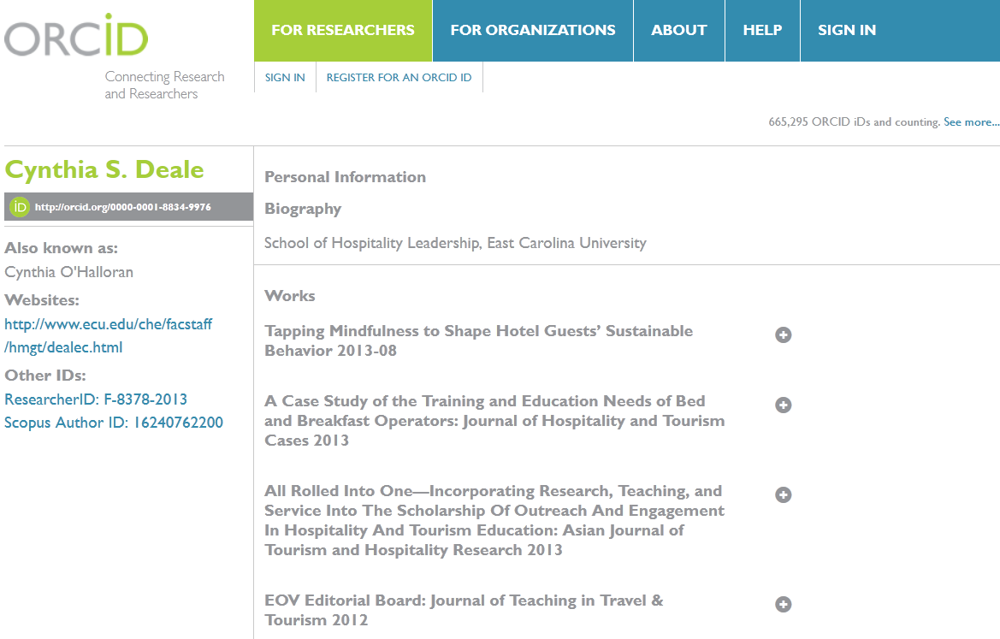 ORCID
Connecting Research
and Researchers
FOR RESEARCHERS
FOR ORGANIZATIONS
ABOUT
HELP
SIGN IN
SIGN IN
REGISTER FOR AN ORCID ID
665,295 ORCID iDs and counting. See more...
Cynthia S. Deale
iD http://orcid.org/0000-0001-8834-9976
Also known as:
Cynthia O'Halloran
Websites:
http://www.ecu.edu/che/facstaff
/hmgt/dealec.html
Other IDs:
ResearcherID: F-8378-2013
Scopus Author ID: 16240762200
Personal Information
Biography
School of Hospitality Leadership, East Carolina University
Works
Tapping Mindfulness to Shape Hotel Guests’ Sustainable
Behavior 2013-08
A Case Study of the Training and Education Needs of Bed
and Breakfast Operators: Journal of Hospitality and Tourism
Cases 2013
All Rolled Into One—Incorporating Research, Teaching, and
Service Into The Scholarship Of Outreach And Engagement
In Hospitality And Tourism Education: Asian Journal of
Tourism and Hospitality Research 2013
EOV Editorial Board: Journal of Teaching in Travel &
Tourism 2012